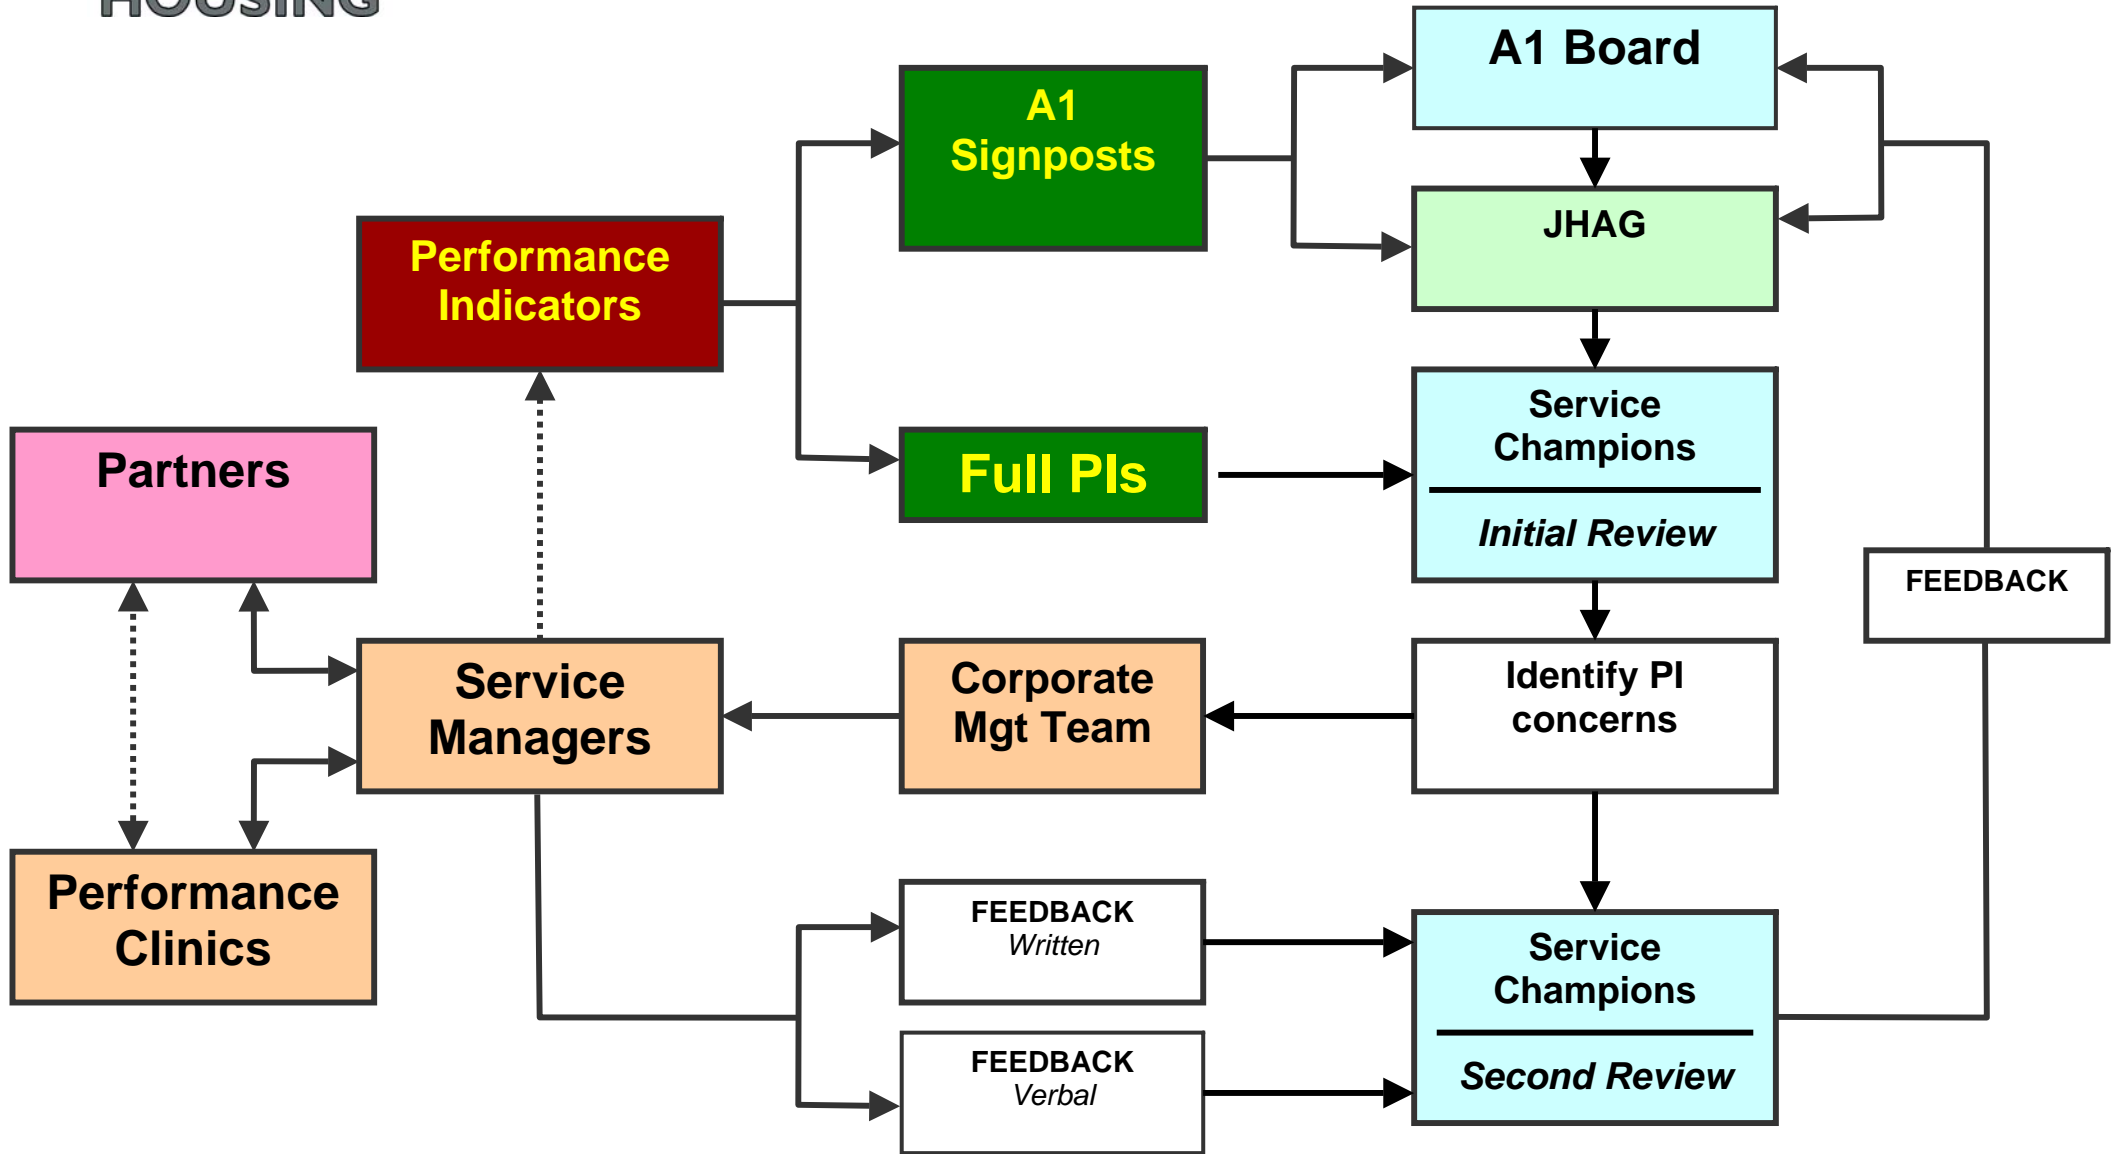 HOUSING
A1 Board
A1
Signposts
JHAG
Performance
Indicators
Service
Champions
Initial Review
Partners
Full PIs
FEEDBACK
Service
Managers
Corporate
Mgt Team
Identify PI
concerns
Performance
Clinics
FEEDBACK
Written
Service
Champions
Second Review
FEEDBACK
Verbal